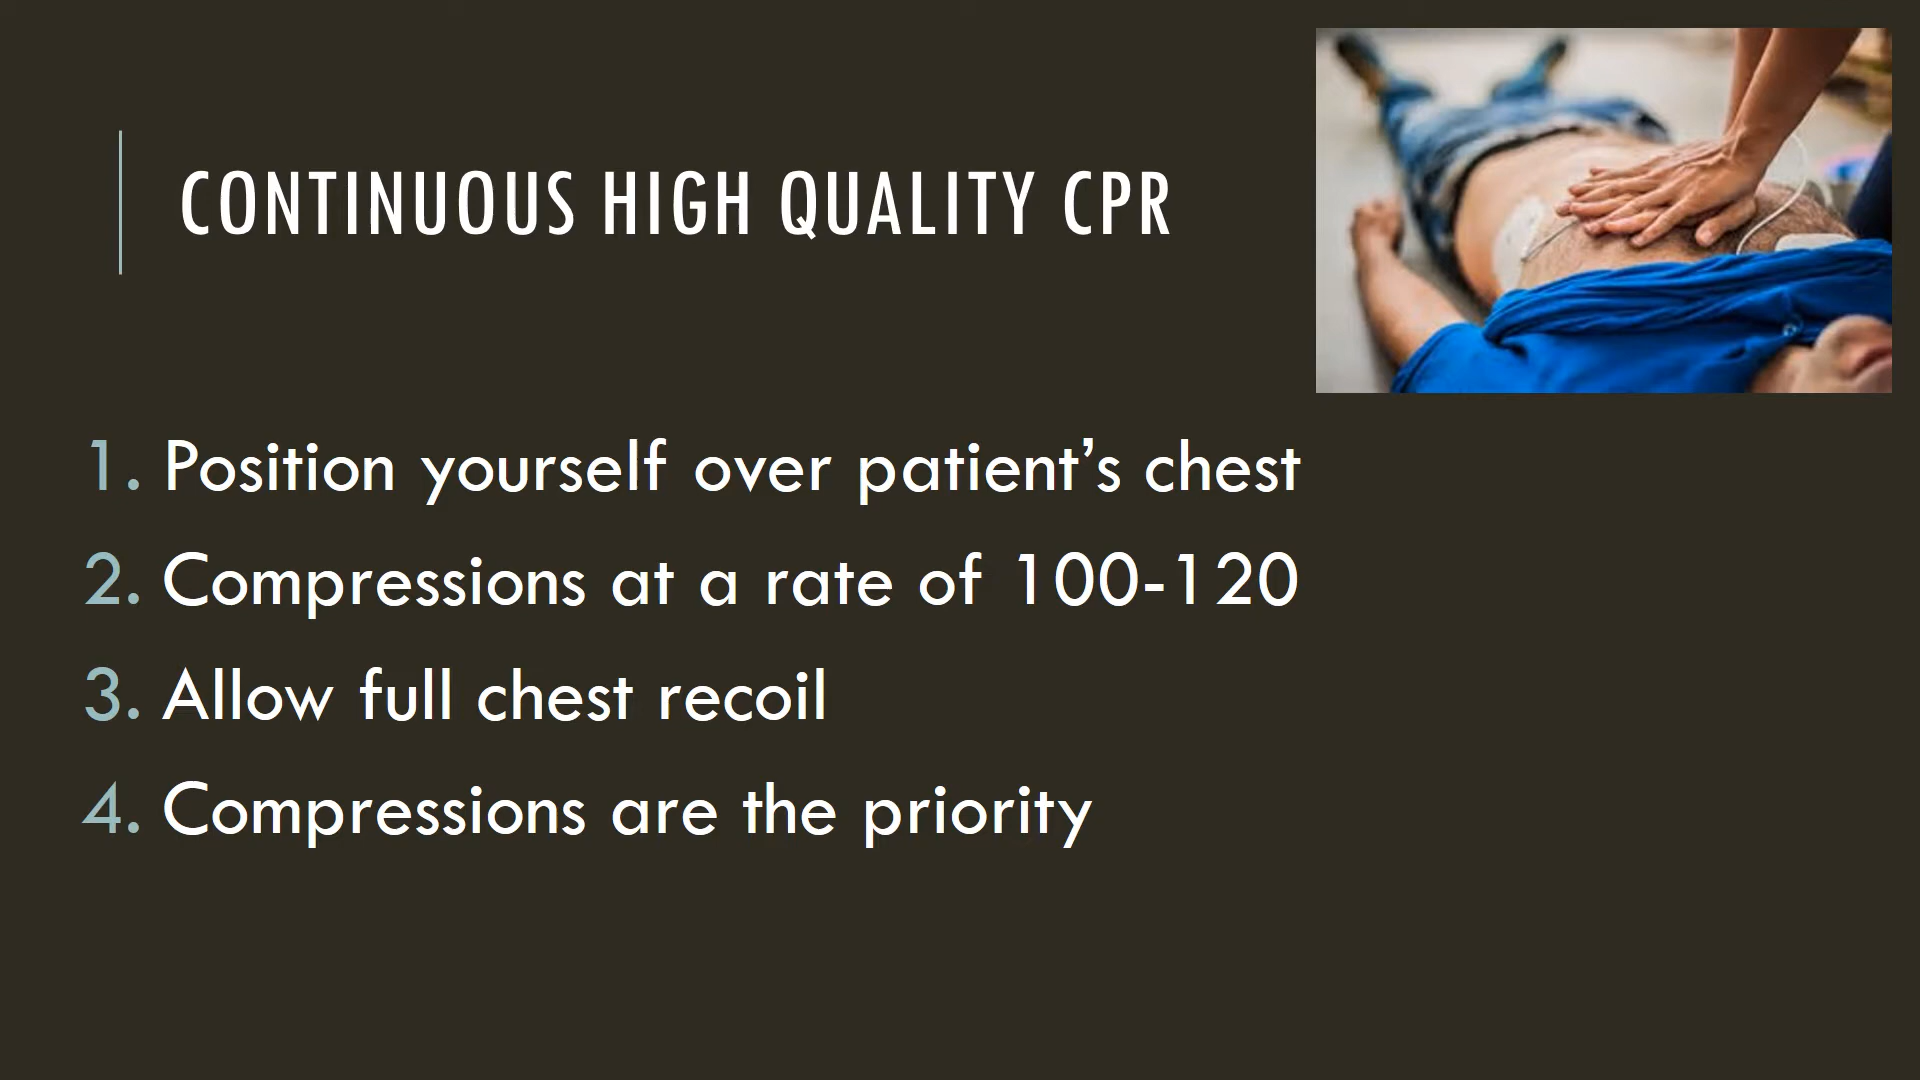 CONTINUOUS HIGH QUALITY CPR
1. Position yourself over patient’s chest
2. Compressions at a rate of 100-120
3. Allow full chest recoil
4. Compressions are the priority